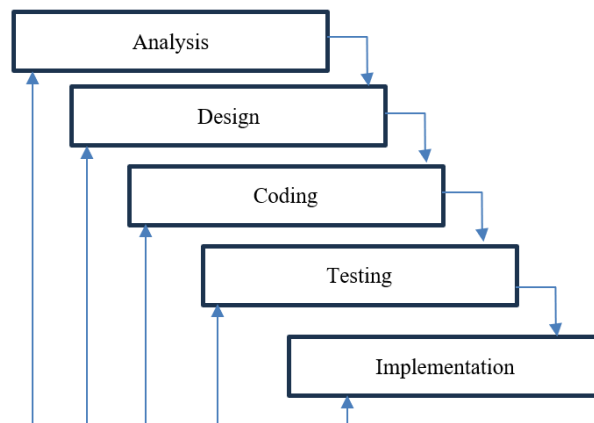 Analysis
Design
Coding
Testing
Implementation